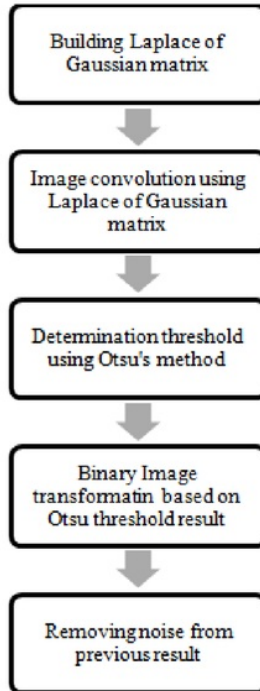 Building Laplace of
Gaussian matrix
Image convolution using
Laplace of Gaussian
matrix
Determination threshold
using Otsu's method
Binary Image
transformatin based on
Otsu threshold result
Removing noise from
previous result